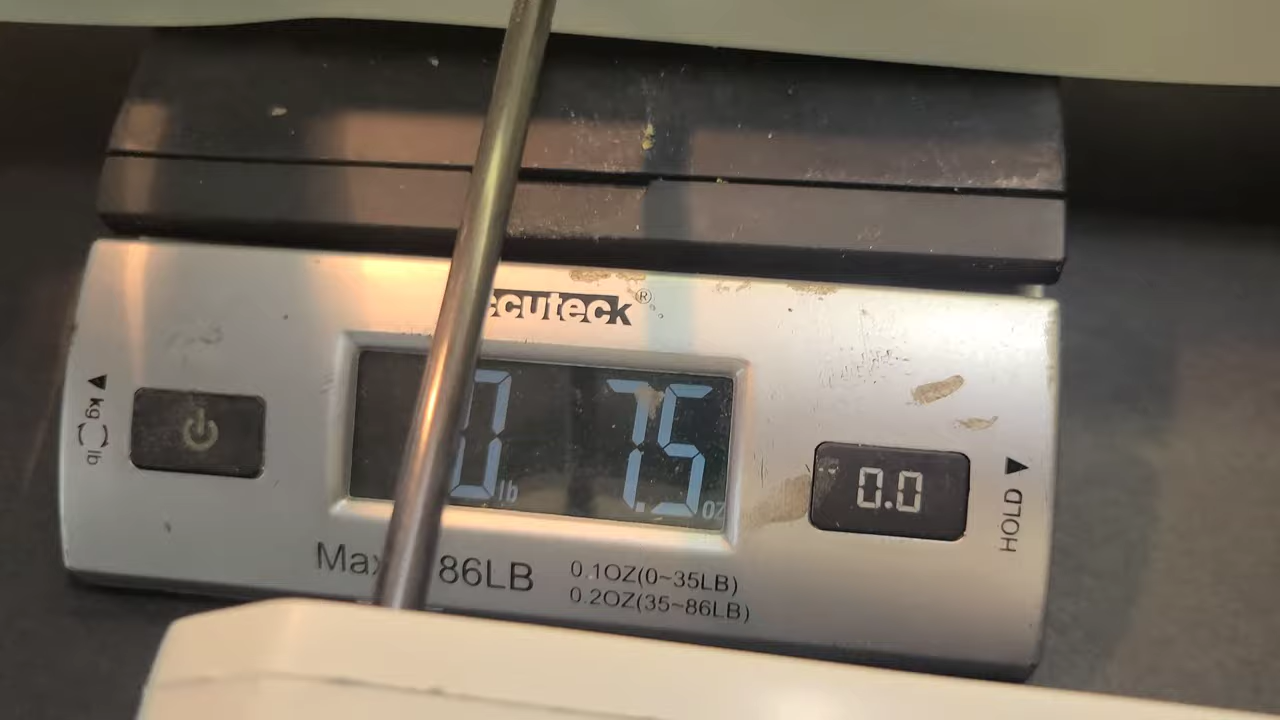 ccuteck®
kg
lb
0 lb 7.5 oz
0.0
HOLD
Max 86LB
0.1OZ(0~35LB)
0.2OZ(35~86LB)